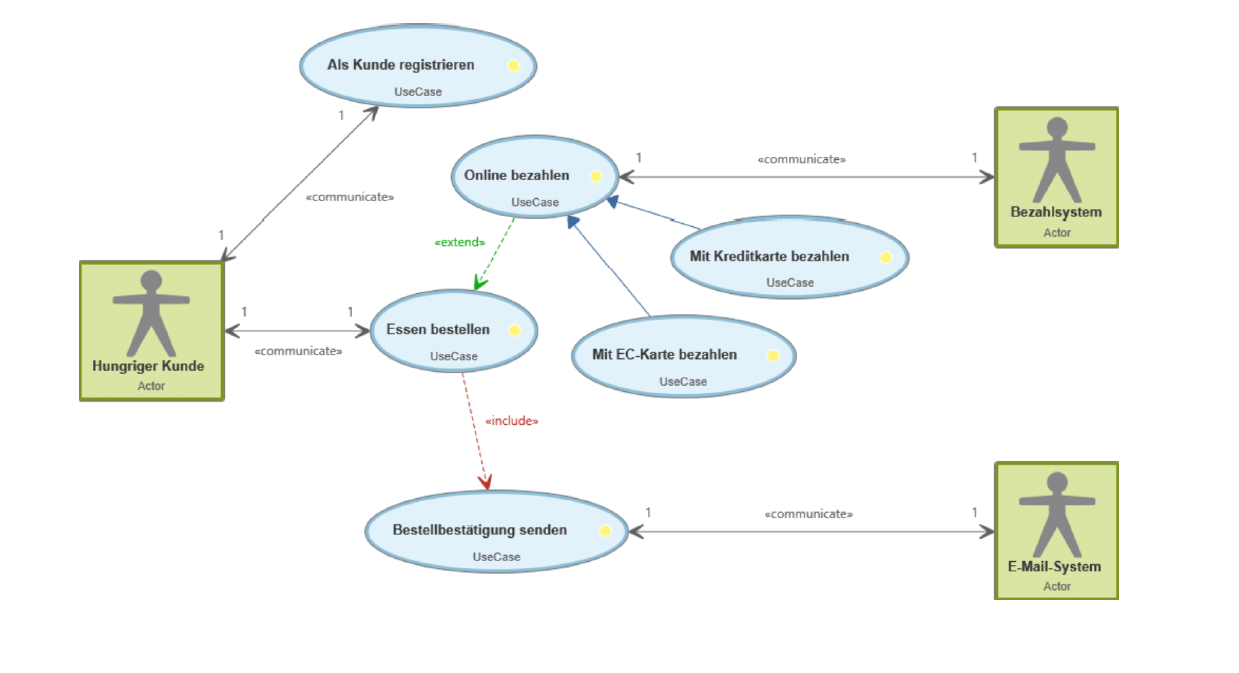 Als Kunde registrieren
UseCase
1
«communicate»
1
Online bezahlen
UseCase
1
«communicate»
1
Bezahlsystem
Actor
«extend»
Mit Kreditkarte bezahlen
UseCase
Hungriger Kunde
Actor
1
1
«communicate»
Essen bestellen
UseCase
Mit EC-Karte bezahlen
UseCase
«include»
Bestellbestätigung senden
UseCase
1
«communicate»
1
E-Mail-System
Actor